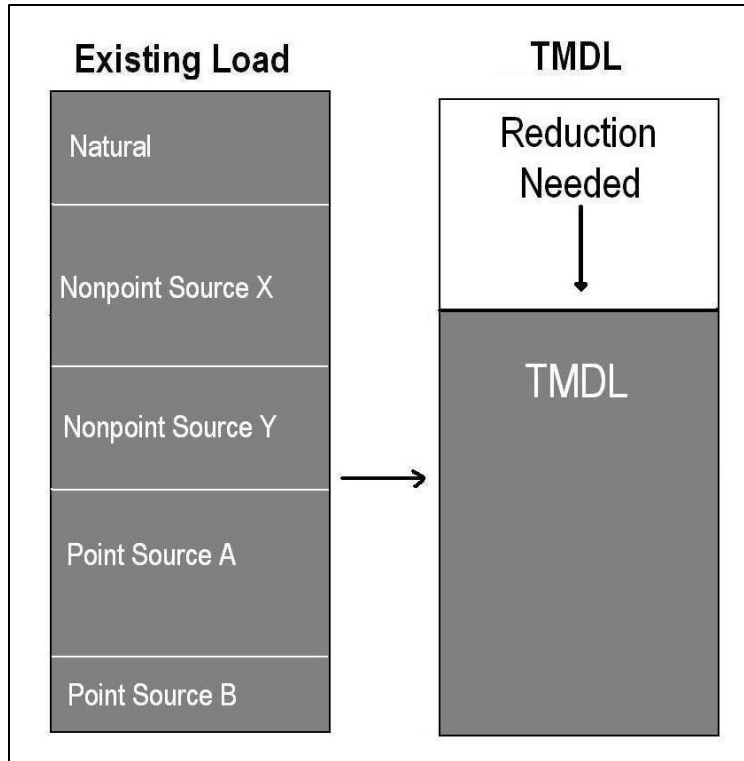 Existing Load
Natural
Nonpoint Source X
Nonpoint Source Y
Point Source A
Point Source B
TMDL
Reduction
Needed
TMDL